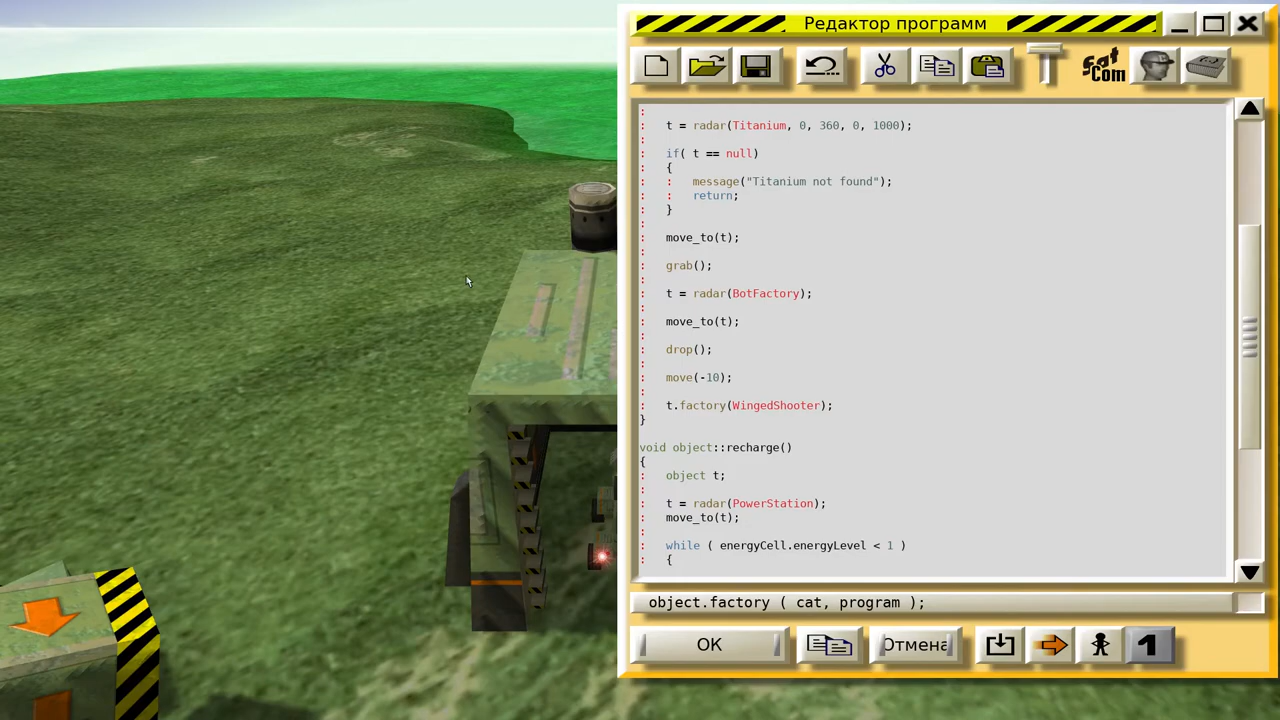 Редактор программ
Sat
Com
:
: t = radar(Titanium, 0, 360, 0, 1000);
:
: if( t == null)
: {
: : message("Titanium not found");
: : return;
: }
:
: move_to(t);
:
: grab();
:
: t = radar(BotFactory);
:
: move_to(t);
:
: drop();
:
: move(-10);
:
: t.factory(WingedShooter);
}
void object::recharge()
{
: object t;
:
: t = radar(PowerStation);
: move_to(t);
:
: while ( energyCell.energyLevel < 1 )
: {
object.factory ( cat, program );
OK
Отмена
1